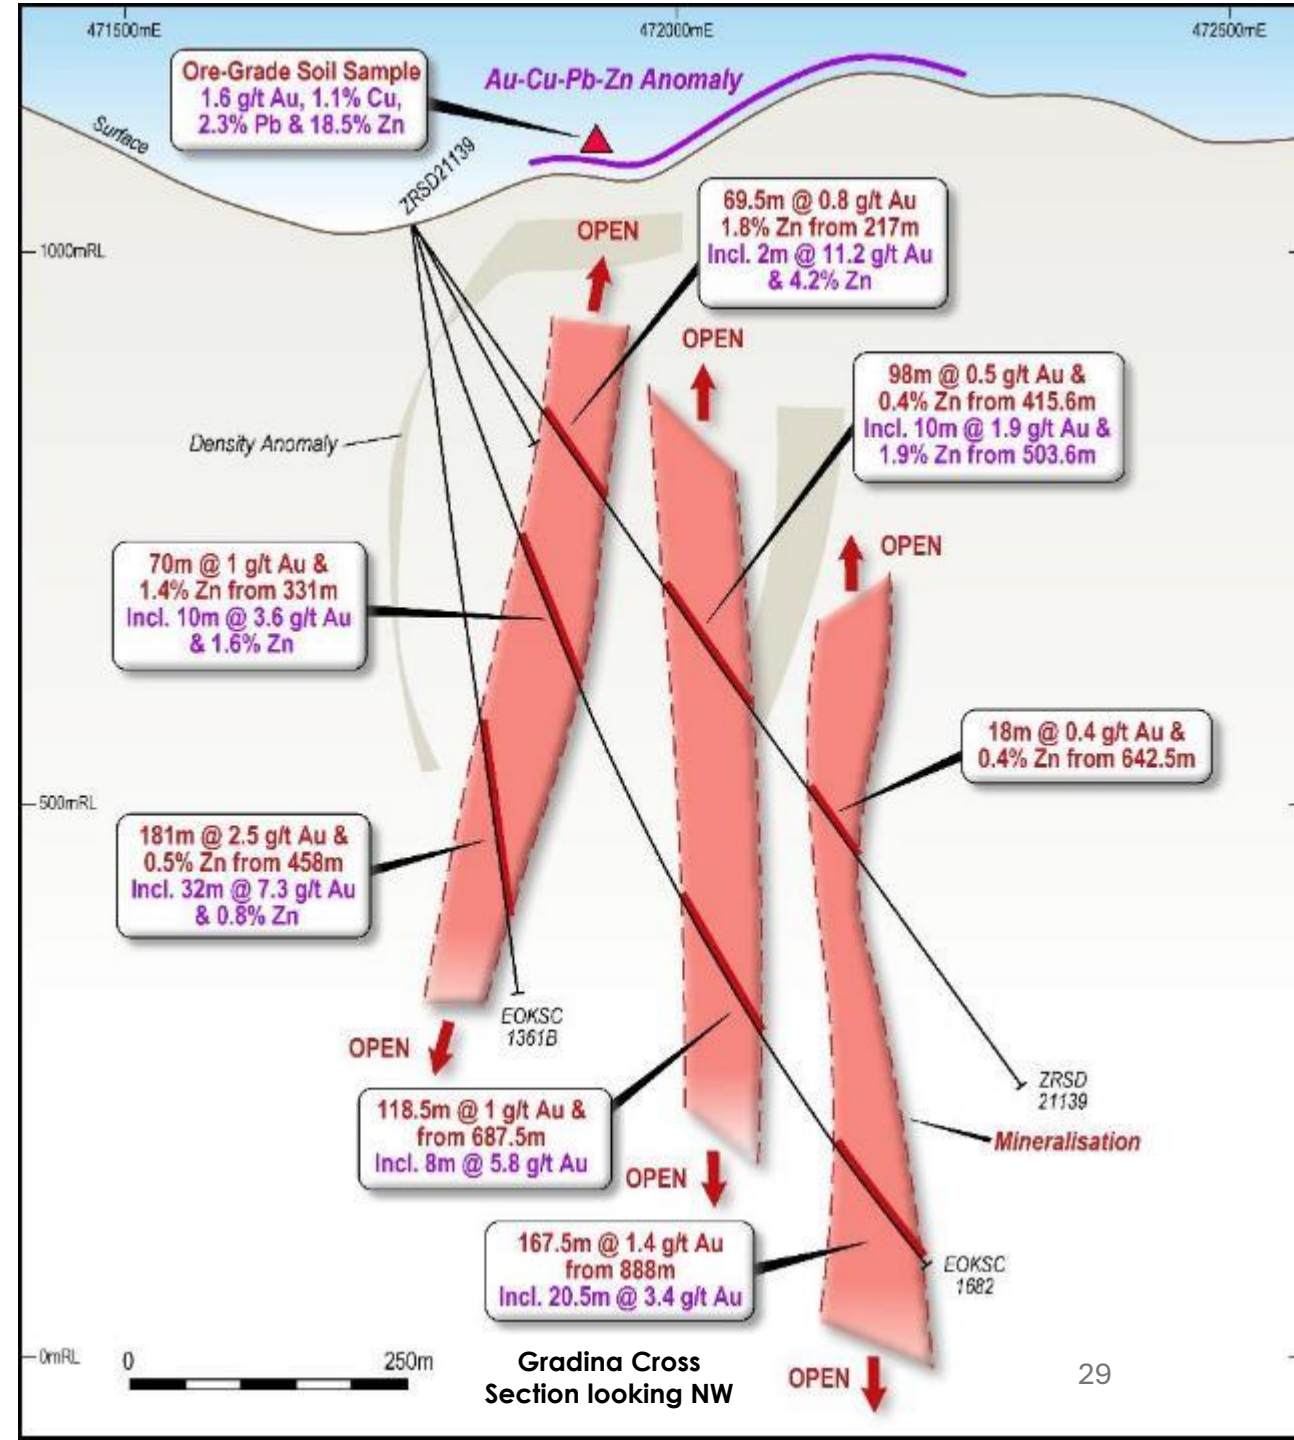 471500mE
472000mE
472500mE
Ore-Grade Soil Sample
1.6 g/t Au, 1.1% Cu,
2.3% Pb & 18.5% Zn
Au-Cu-Pb-Zn Anomaly
Surface
ZRSD21139
1000mRL
OPEN
69.5m @ 0.8 g/t Au
1.8% Zn from 217m
Incl. 2m @ 11.2 g/t Au
& 4.2% Zn
OPEN
98m @ 0.5 g/t Au &
0.4% Zn from 415.6m
Incl. 10m @ 1.9 g/t Au &
1.9% Zn from 503.6m
Density Anomaly
OPEN
70m @ 1 g/t Au &
1.4% Zn from 331m
Incl. 10m @ 3.6 g/t Au
& 1.6% Zn
18m @ 0.4 g/t Au &
0.4% Zn from 642.5m
500mRL
181m @ 2.5 g/t Au &
0.5% Zn from 458m
Incl. 32m @ 7.3 g/t Au
& 0.8% Zn
EOKSC
1361B
OPEN
ZRSD
21139
118.5m @ 1 g/t Au &
from 687.5m
Incl. 8m @ 5.8 g/t Au
Mineralisation
OPEN
167.5m @ 1.4 g/t Au
from 888m
Incl. 20.5m @ 3.4 g/t Au
EOKSC
1682
0mRL
0
250m
Gradina Cross
Section looking NW
OPEN
29